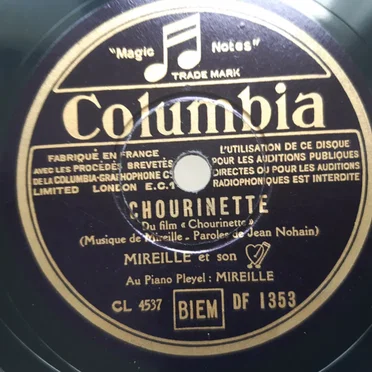 "Magic Notes"
TRADE MARK
Columbia
FABRIQUÉ EN FRANCE
AVEC LES PROCÉDÉS BREVETÉS
DE LA COLUMBIA-GRAPHOPHONE Cº
LIMITED LONDON E.C.1
L'UTILISATION DE CE DISQUE
POUR LES AUDITIONS PUBLIQUES
DIRECTES OU POUR LES AUDITIONS
RADIOPHONIQUES EST INTERDITE
CHOURINETTE
Du film « Chourinette »
(Musique de Mireille - Paroles de Jean Nohain)
MIREILLE et son
Au Piano Pleyel : MIREILLE
CL 4537 BIEM DF 1353